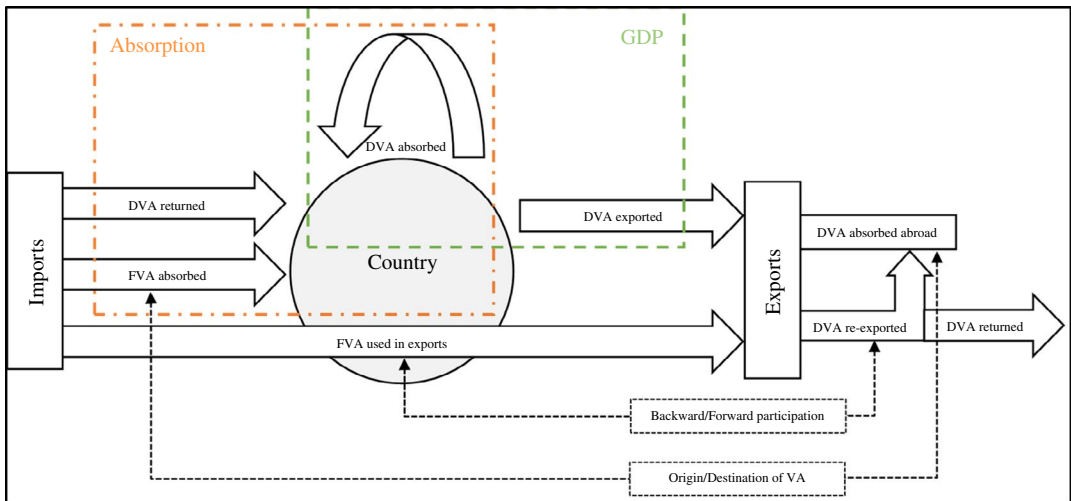 Absorption
GDP
DVA absorbed
DVA returned
DVA exported
DVA absorbed abroad
Imports
FVA absorbed
Country
Exports
FVA used in exports
DVA re-exported
DVA returned
Backward/Forward participation
Origin/Destination of VA